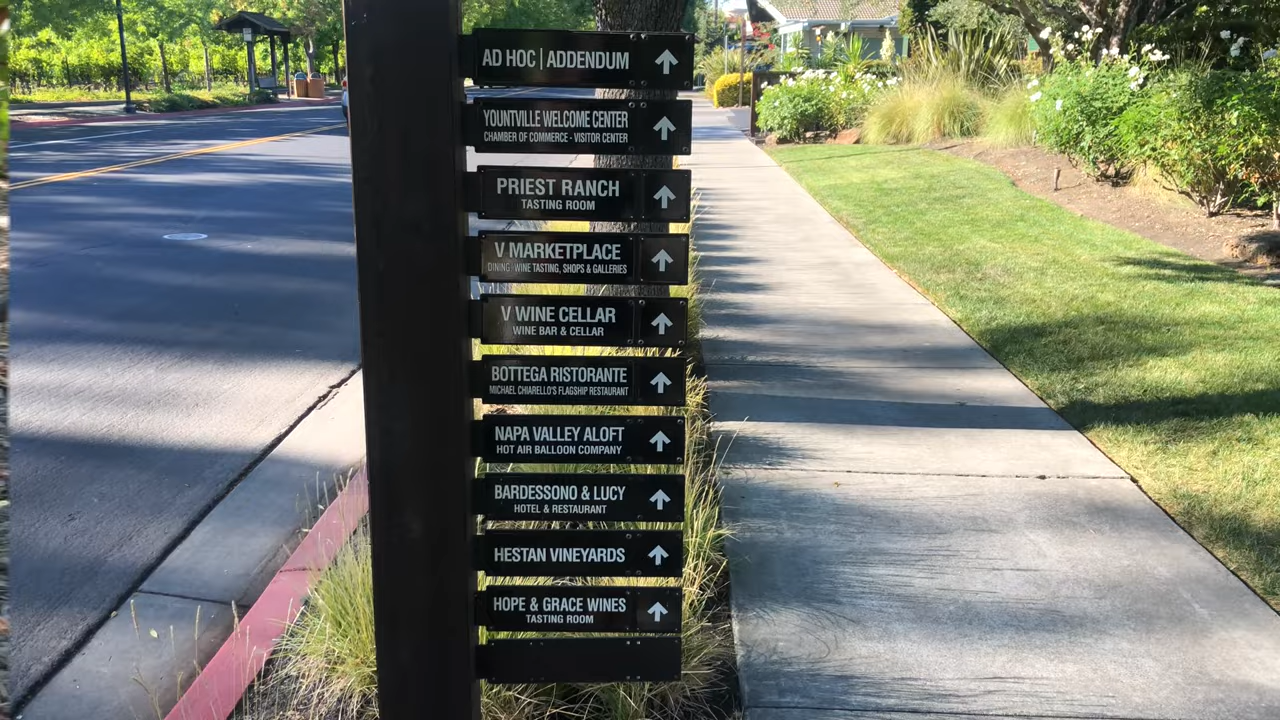 AD HOC | ADDENDUM
YOUNTVILLE WELCOME CENTER
CHAMBER OF COMMERCE - VISITOR CENTER
PRIEST RANCH
TASTING ROOM
V MARKETPLACE
DINING, WINE TASTING, SHOPS & GALLERIES
V WINE CELLAR
WINE BAR & CELLAR
BOTTEGA RISTORANTE
MICHAEL CHIARELLO'S FLAGSHIP RESTAURANT
NAPA VALLEY ALOFT
HOT AIR BALLOON COMPANY
BARDESSONO & LUCY
HOTEL & RESTAURANT
HESTAN VINEYARDS
HOPE & GRACE WINES
TASTING ROOM